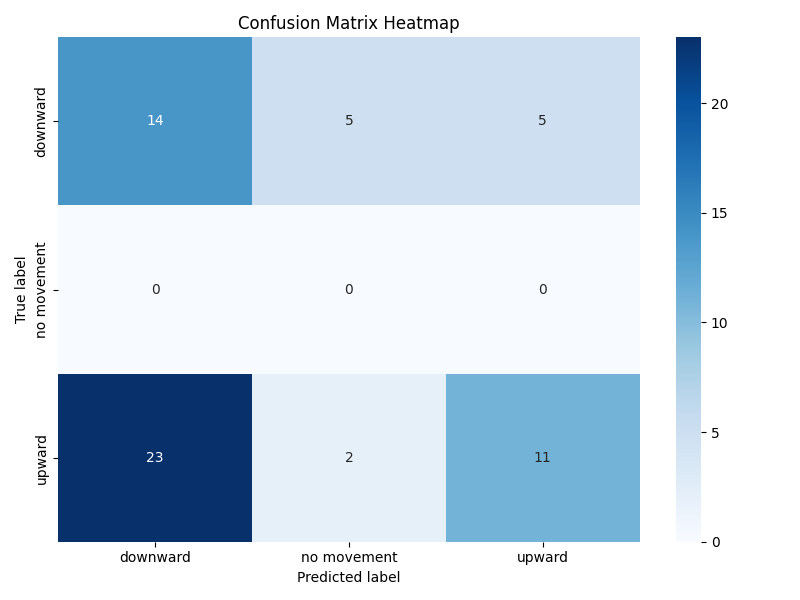 Confusion Matrix Heatmap
downward
14
5
5
no movement
0
0
0
upward
23
2
11
True label
downward
no movement
upward
Predicted label
20
15
10
5
0